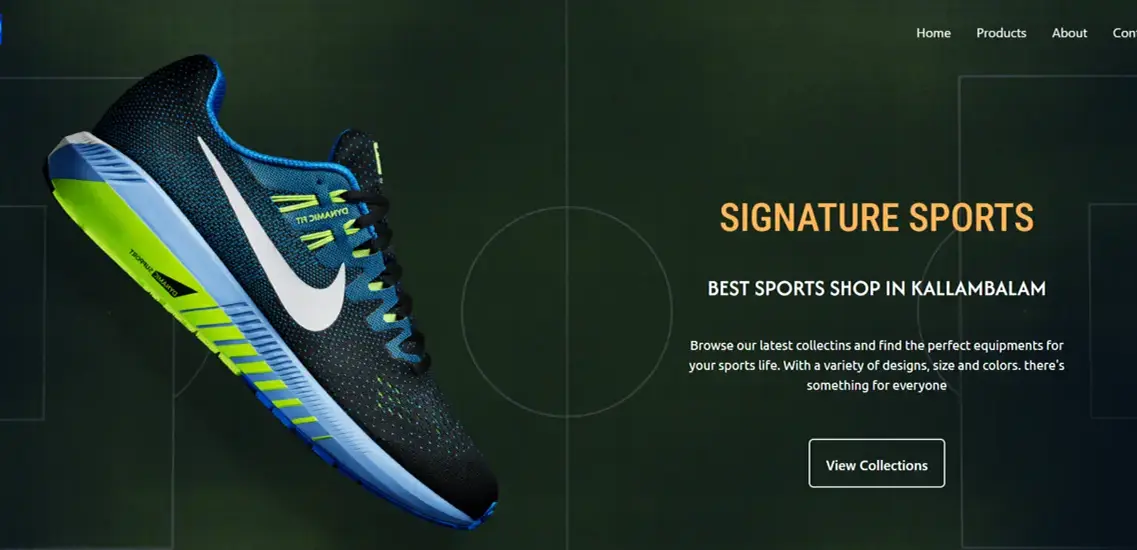 Home Products About
SIGNATURE SPORTS
BEST SPORTS SHOP IN KALLAMBALAM
DYNAMIC FIT
DYNAMIC SUPPORT
Browse our latest collectins and find the perfect equipments for
your sports life. With a variety of designs, size and colors. there's
something for everyone
View Collections